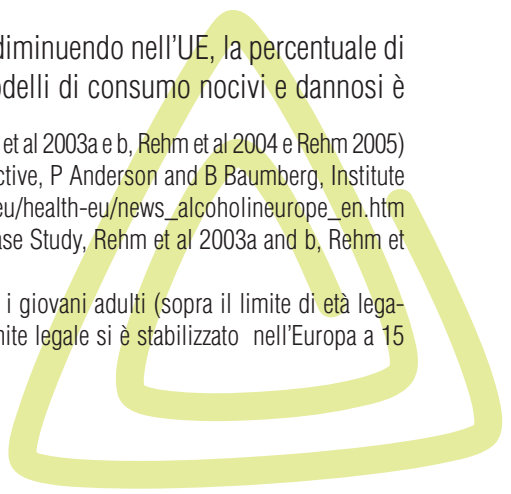 diminuendo nell’UE, la percentuale di
odelli di consumo nocivi e dannosi è
et al 2003a e b, Rehm et al 2004 e Rehm 2005)
ctive, P Anderson and B Baumberg, Institute
eu/health-eu/news_alcoholineurope_en.htm
ase Study, Rehm et al 2003a and b, Rehm et
i giovani adulti (sopra il limite di età lega-
mite legale si è stabilizzato nell’Europa a 15